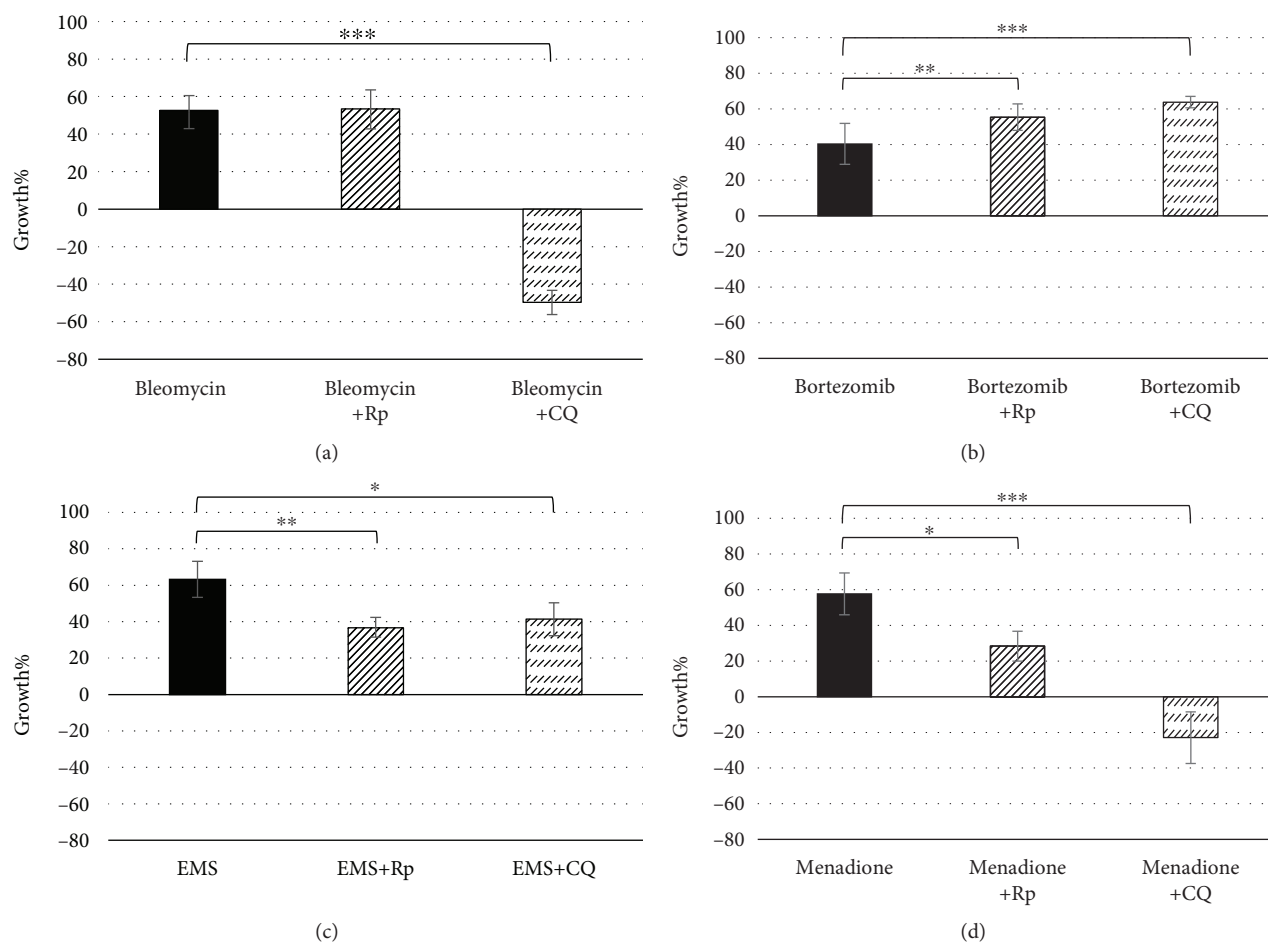 100
80
60
40
20
0
–20
–40
–60
–80
Growth%
***
Bleomycin
Bleomycin
+Rp
Bleomycin
+CQ
(a)
100
80
60
40
20
0
–20
–40
–60
–80
Growth%
***
**
Bortezomib
Bortezomib
+Rp
Bortezomib
+CQ
(b)
100
80
60
40
20
0
–20
–40
–60
–80
Growth%
*
**
EMS
EMS+Rp
EMS+CQ
(c)
100
80
60
40
20
0
–20
–40
–60
–80
Growth%
***
*
Menadione
Menadione
+Rp
Menadione
+CQ
(d)